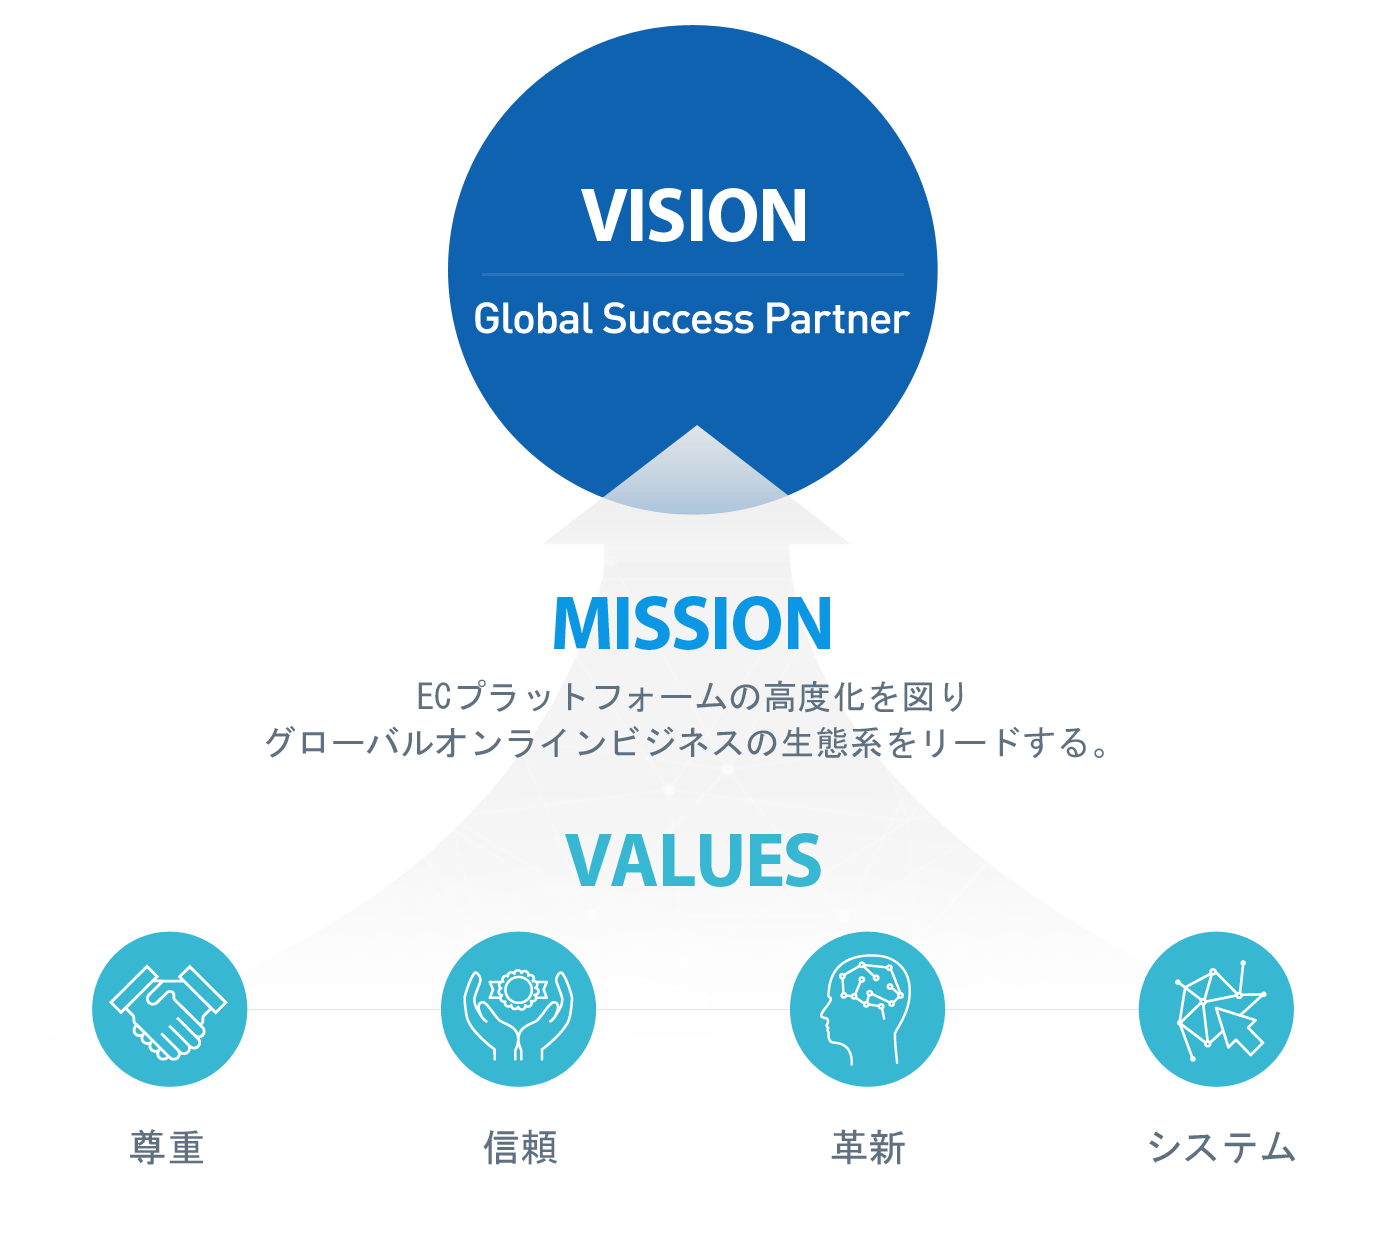 VISION
Global Success Partner
MISSION
ECプラットフォームの高度化を図り
グローバルオンラインビジネスの生態系をリードする。
VALUES
尊重
信頼
革新
システム